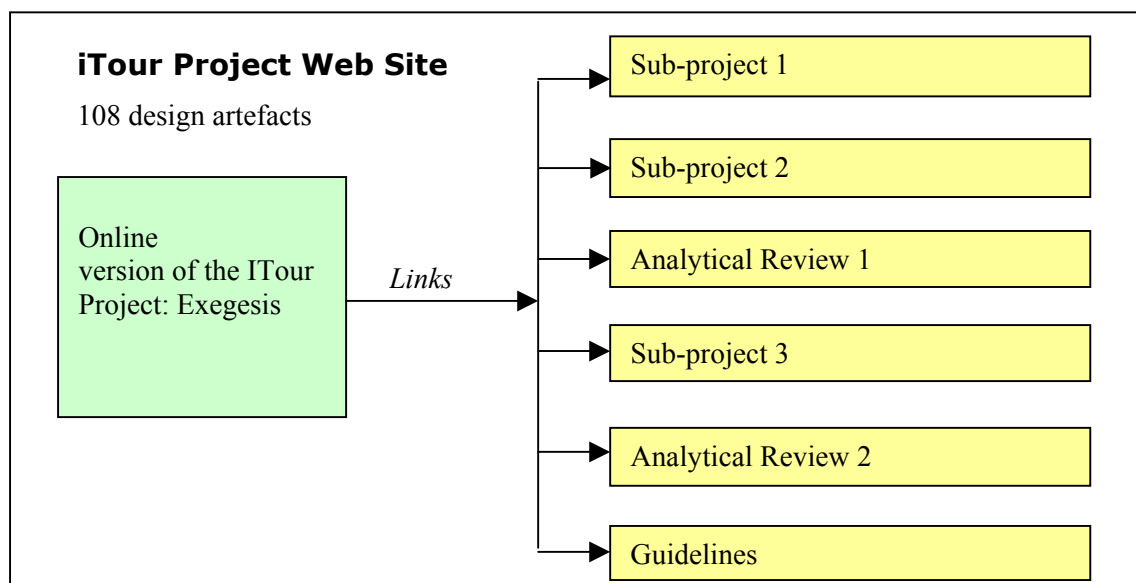 iTour Project Web Site
108 design artefacts
Online
version of the ITour
Project: Exegesis
Links
Sub-project 1
Sub-project 2
Analytical Review 1
Sub-project 3
Analytical Review 2
Guidelines